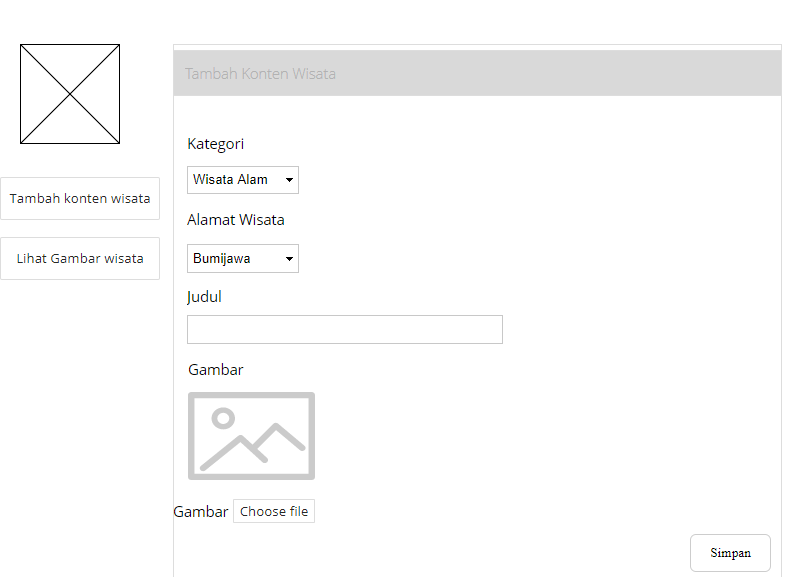 Tambah konten wisata
Lihat Gambar wisata
Tambah Konten Wisata
Kategori
Wisata Alam
Alamat Wisata
Bumijawa
Judul
Gambar
Gambar Choose file
Simpan